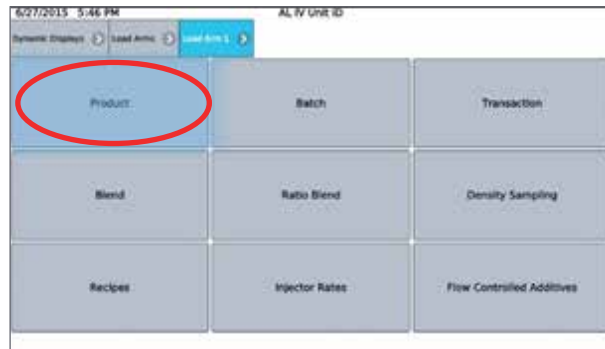 6/27/2015 5:46 PM AL IV Unit ID
Dynamic Displays Load Arms Load Arm 1
Product Batch Transaction
Blend Ratio Blend Density Sampling
Recipes Injector Rates Flow Controlled Additives